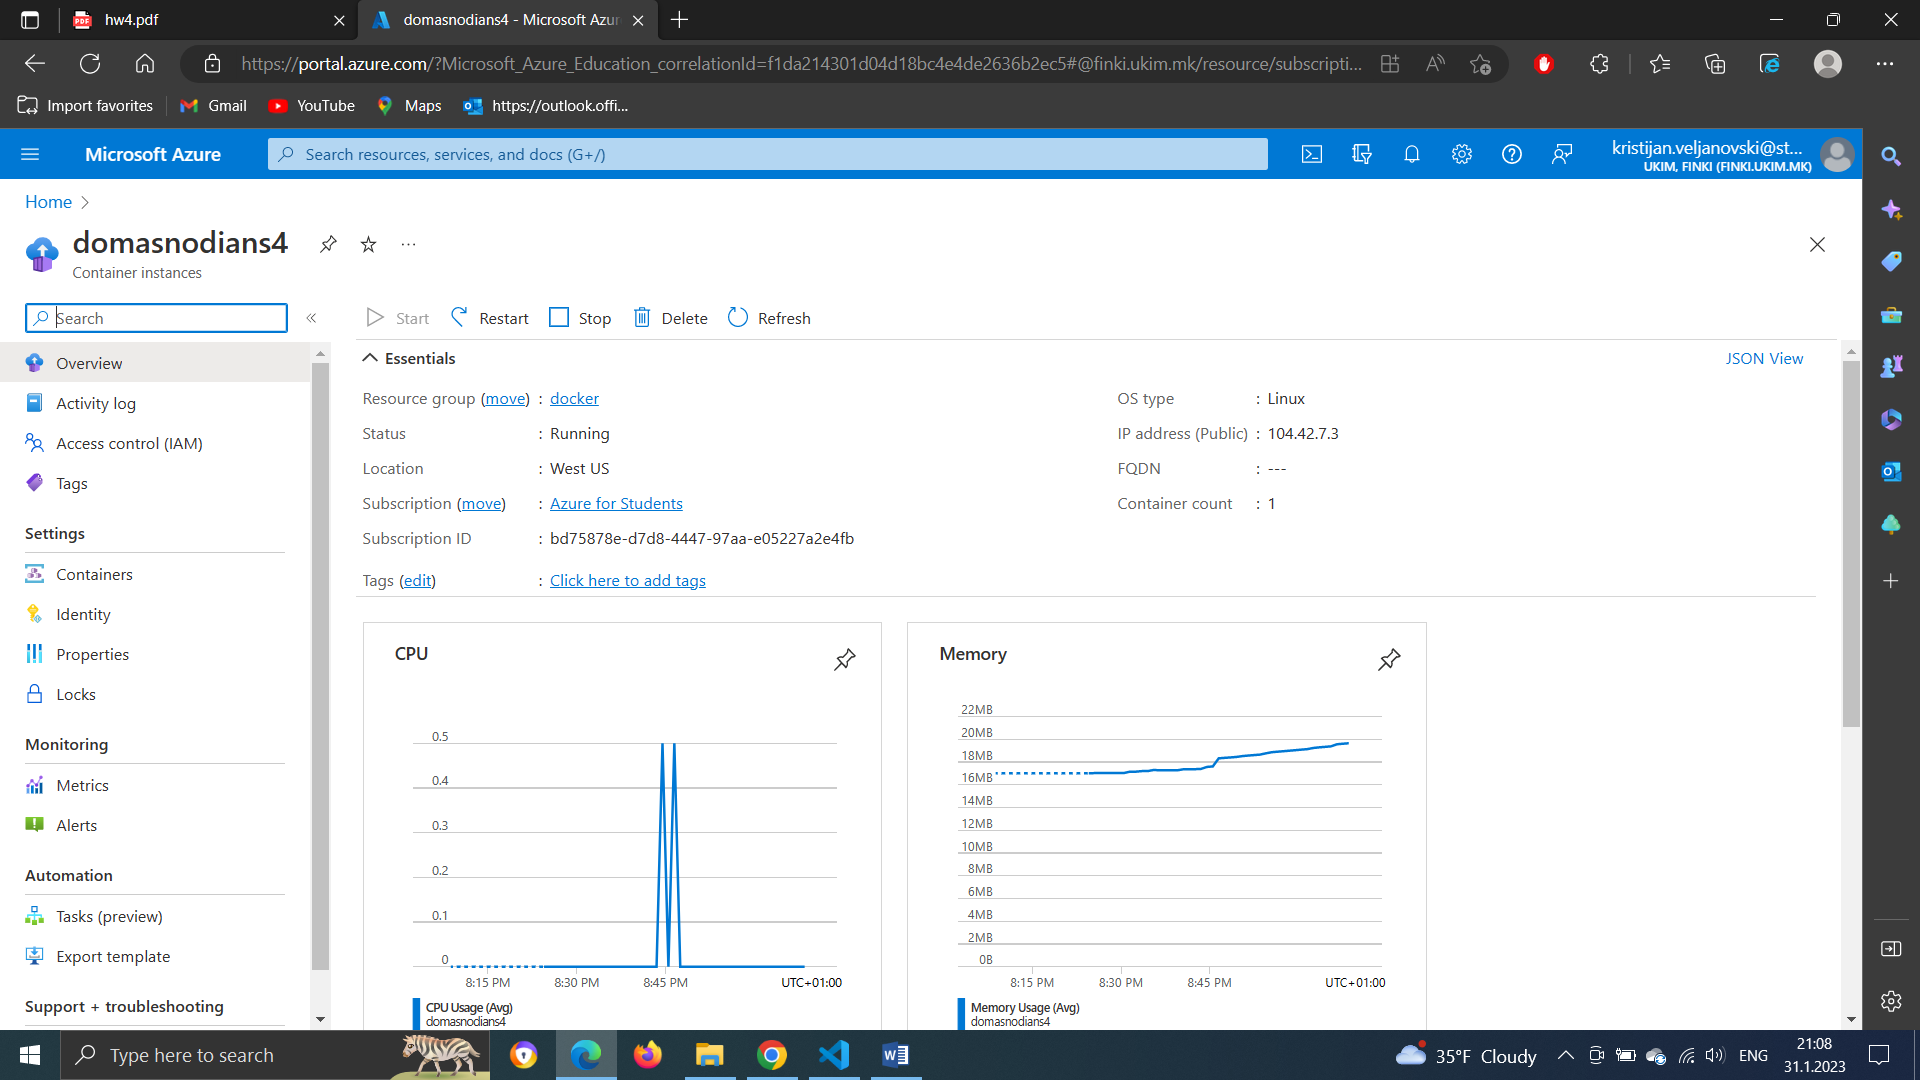 hw4.pdf
domasnodians4 - Microsoft Azur
https://portal.azure.com/?Microsoft_Azure_Education_correlationId=f1da214301d04d18bc4e4de2636b2ec5#@finki.ukim.mk/resource/subscripti...
Import favorites
Gmail
YouTube
Maps
https://outlook.offi...
Microsoft Azure
Search resources, services, and docs (G+/)
kristijan.veljanovski@st...
UKIM, FINKI (FINKI.UKIM.MK)
Home
domasnodians4
Container instances
Search
Start
Restart
Stop
Delete
Refresh
Overview
Activity log
Access control (IAM)
Tags
Settings
Containers
Identity
Properties
Locks
Monitoring
Metrics
Alerts
Automation
Tasks (preview)
Export template
Support + troubleshooting
Essentials
JSON View
Resource group (move) : docker
Status : Running
Location : West US
Subscription (move) : Azure for Students
Subscription ID : bd75878e-d7d8-4447-97aa-e05227a2e4fb
Tags (edit) : Click here to add tags
OS type : Linux
IP address (Public) : 104.42.7.3
FQDN : ---
Container count : 1
CPU
0.5
0.4
0.3
0.2
0.1
0
8:15 PM 8:30 PM 8:45 PM UTC+01:00
CPU Usage (Avg)
domasnodians4
Memory
22MB
20MB
18MB
16MB
14MB
12MB
10MB
8MB
6MB
4MB
2MB
0B
8:15 PM 8:30 PM 8:45 PM UTC+01:00
Memory Usage (Avg)
domasnodians4
Type here to search
35°F Cloudy
ENG
21:08
31.1.2023